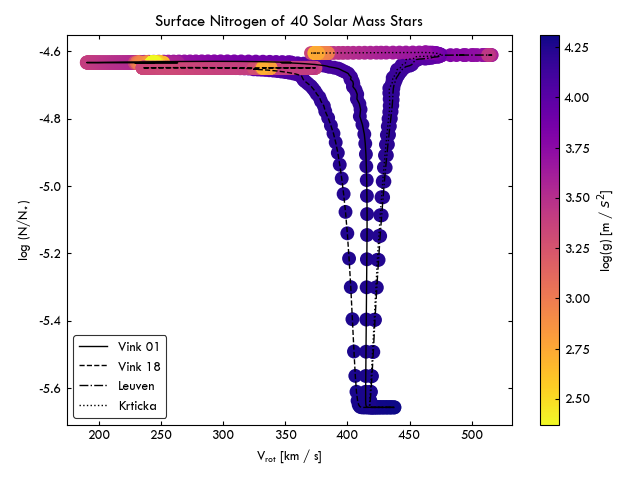 Surface Nitrogen of 40 Solar Mass Stars
log (N/N*)
-4.6
-4.8
-5.0
-5.2
-5.4
-5.6
Vink 01
Vink 18
Leuven
Krticka
200 250 300 350 400 450 500
V_rot [km / s]
4.25
4.00
3.75
3.50
3.25
3.00
2.75
2.50
log(g) [m / s²]